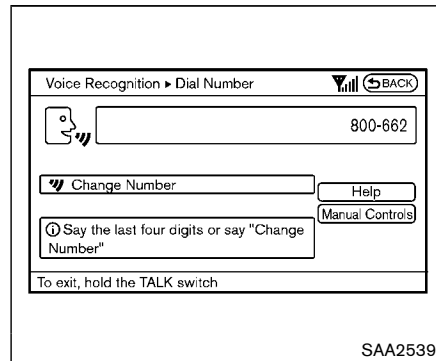 Voice Recognition ▸ Dial Number
BACK
800-662
Change Number
Help
Manual Controls
Say the last four digits or say "Change
Number"
To exit, hold the TALK switch
SAA2539